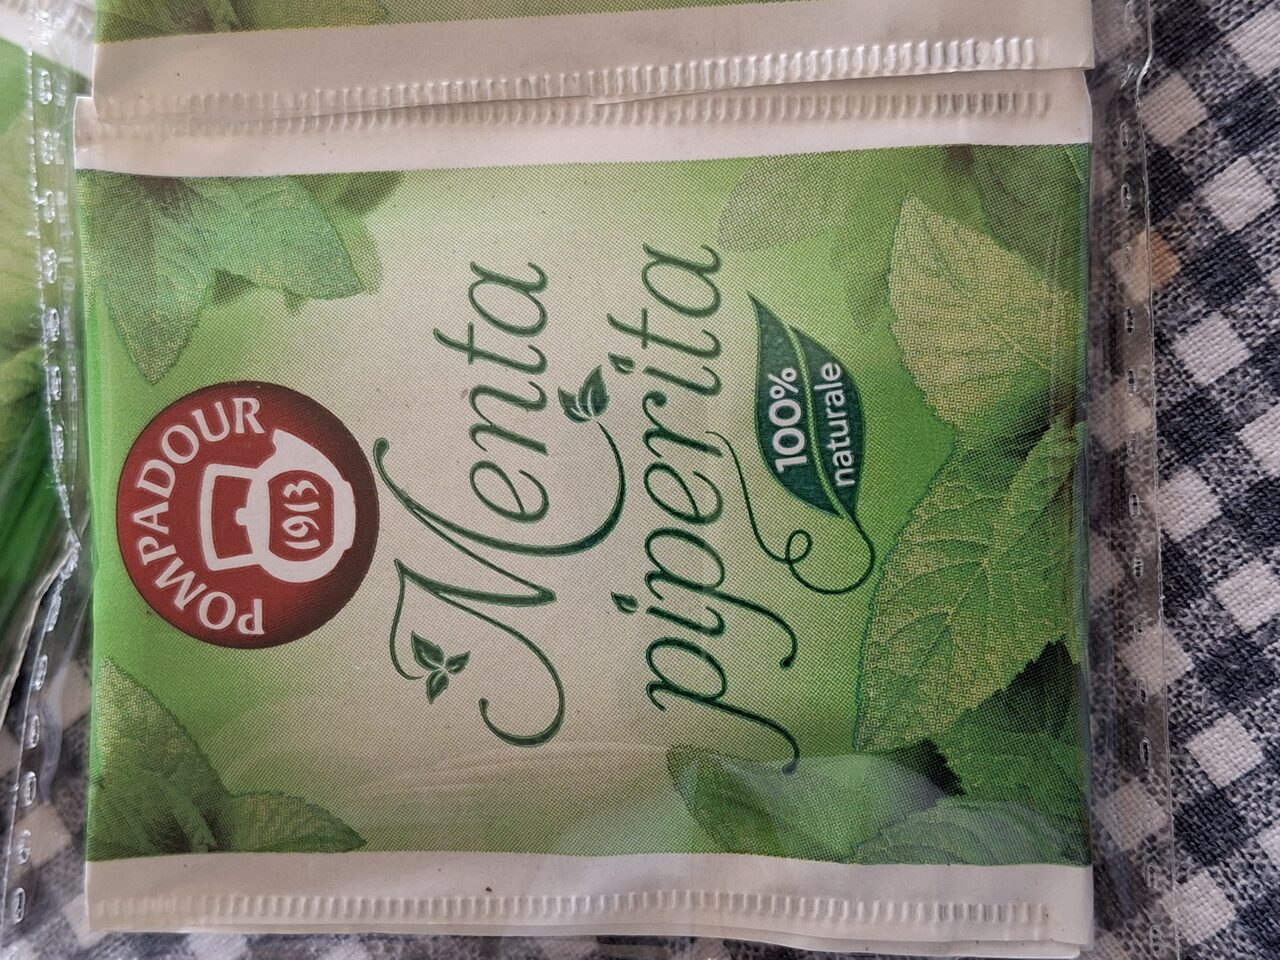 POMPADOUR
1913
Menta
piperita
100%
naturale